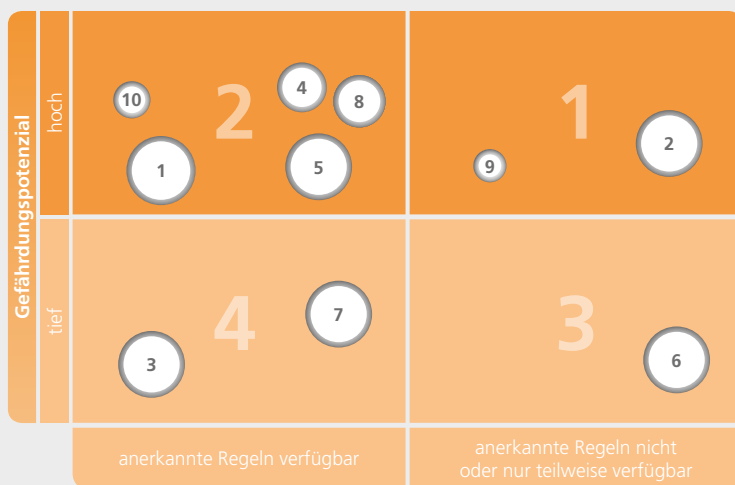 Gefährdungspotenzial
hoch
2
10
4
8
1
5
1
9
2
tief
4
3
7
3
6
anerkannte Regeln verfügbar
anerkannte Regeln nicht
oder nur teilweise verfügbar